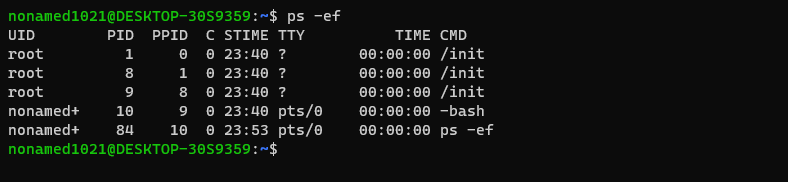 nonamed1021@DESKTOP-30S9359:~$ ps -ef
UID        PID  PPID  C STIME TTY          TIME CMD
root         1     0  0 23:40 ?        00:00:00 /init
root         8     1  0 23:40 ?        00:00:00 /init
root         9     8  0 23:40 ?        00:00:00 /init
nonamed+    10     9  0 23:40 pts/0    00:00:00 -bash
nonamed+    84    10  0 23:53 pts/0    00:00:00 ps -ef
nonamed1021@DESKTOP-30S9359:~$